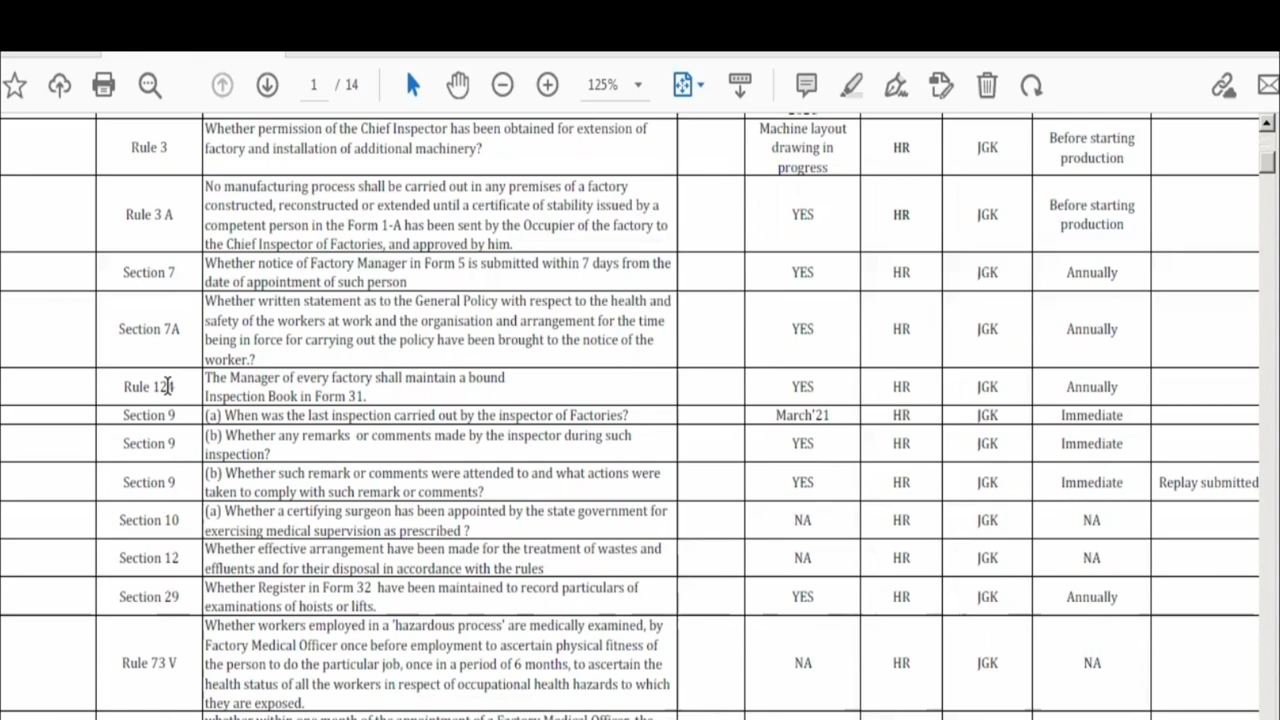 1 / 14
125%
Rule 3
Whether permission of the Chief Inspector has been obtained for extension of
factory and installation of additional machinery?
Machine layout
drawing in
progress
HR
JGK
Before starting
production
Rule 3 A
No manufacturing process shall be carried out in any premises of a factory
constructed, reconstructed or extended until a certificate of stability issued by a
competent person in the Form 1-A has been sent by the Occupier of the factory to
the Chief Inspector of Factories, and approved by him.
YES
HR
JGK
Before starting
production
Section 7
Whether notice of Factory Manager in Form 5 is submitted within 7 days from the
date of appointment of such person
YES
HR
JGK
Annually
Section 7A
Whether written statement as to the General Policy with respect to the health and
safety of the workers at work and the organisation and arrangement for the time
being in force for carrying out the policy have been brought to the notice of the
worker.?
YES
HR
JGK
Annually
Rule
The Manager of every factory shall maintain a bound
Inspection Book in Form 31.
YES
HR
JGK
Annually
Section 9
(a) When was the last inspection carried out by the inspector of Factories?
March'21
HR
JGK
Immediate
Section 9
(b) Whether any remarks or comments made by the inspector during such
inspection?
YES
HR
JGK
Immediate
Section 9
(b) Whether such remark or comments were attended to and what actions were
taken to comply with such remark or comments?
YES
HR
JGK
Immediate
Replay submitted
Section 10
(a) Whether a certifying surgeon has been appointed by the state government for
exercising medical supervision as prescribed ?
NA
HR
JGK
NA
Section 12
Whether effective arrangement have been made for the treatment of wastes and
effluents and for their disposal in accordance with the rules
NA
HR
JGK
NA
Section 29
Whether Register in Form 32 have been maintained to record particulars of
examinations of hoists or lifts.
YES
HR
JGK
Annually
Rule 73 V
Whether workers employed in a 'hazardous process' are medically examined, by
Factory Medical Officer once before employment to ascertain physical fitness of
the person to do the particular job, once in a period of 6 months, to ascertain the
health status of all the workers in respect of occupational health hazards to which
they are exposed.
NA
HR
JGK
NA
whether within one month of the appointment of a Factory Medical Officer, the